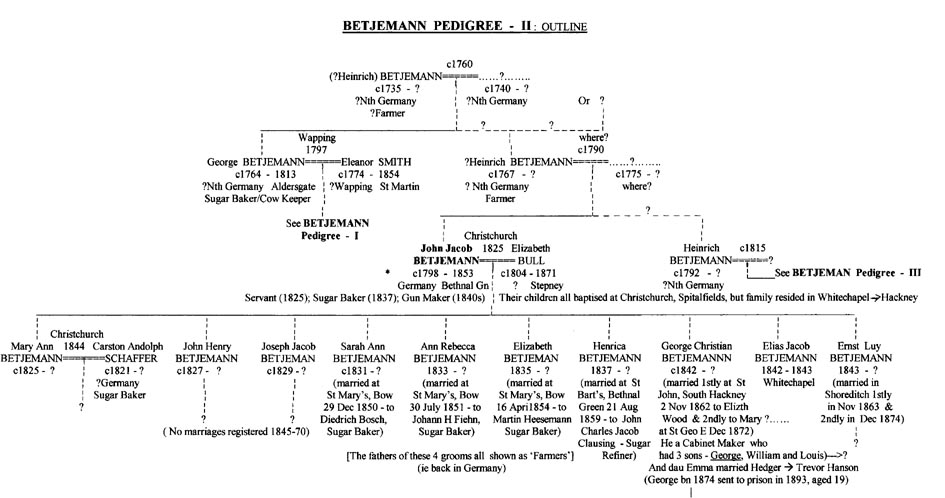 BETJEMANN PEDIGREE - II : OUTLINE
c1760
(?Heinrich) BETJEMANN======......?........
c1735 - ? c1740 - ?
?Nth Germany ?Nth Germany Or ?
?Farmer
? ?
Wapping where?
1797 c1790
George BETJEMANN======Eleanor SMITH ?Heinrich BETJEMANN======......?.......
c1764 - 1813 c1774 - 1854 c1767 - ? c1775 - ?
?Nth Germany Aldersgate ?Wapping St Martin ? Nth Germany where?
Sugar Baker/Cow Keeper Farmer
?
See BETJEMANN
Pedigree - I
Christchurch
John Jacob 1825 Elizabeth Heinrich c1815
BETJEMANN====== BULL BETJEMANN======?
* c1798 - 1853 c1804 - 1871 c1792 - ? See BETJEMAN Pedigree - III
Germany Bethnal Gn ? Stepney ?Nth Germany
Servant (1825); Sugar Baker (1837); Gun Maker (1840s) Their children all baptised at Christchurch, Spitalfields, but family resided in Whitechapel→Hackney
Christchurch
Mary Ann 1844 Carston Andolph John Henry Joseph Jacob Sarah Ann Ann Rebecca Elizabeth Henrica George Christian Elias Jacob Ernst Luy
BETJEMANN======SCHAFFER BETJEMANN BETJEMAN BETJEMANN BETJEMANN BETJEMAN BETJEMANN BETJEMANNN BETJEMANN BETJEMANN
c1825 - ? c1821 - ? c1827 - ? c1829 - ? c1831 - ? 1833 - ? 1835 - ? 1837 - ? c1842 - ? 1842 - 1843 1843 - ?
?Germany (married at (married at (married at (married at St (married 1stly at St Whitechapel (married in
Sugar Baker St Mary's, Bow St Mary's, Bow St Mary's, Bow Bart's, Bethnal John, South Hackney Shoreditch 1stly
? 29 Dec 1850 - to 30 July 1851 - to 16 April1854 - to Green 21 Aug 2 Nov 1862 to Elizth in Nov 1863 &
? ? Diedrich Bosch, Johann H Fiehn, Martin Heesemann 1859 - to John Wood & 2ndly to Mary ?...... 2ndly in Dec 1874)
( No marriages registered 1845-70) Sugar Baker) Sugar Baker) Sugar Baker) Charles Jacob at St Geo E Dec 1872) ?
Clausing - Sugar He a Cabinet Maker who
[The fathers of these 4 grooms all shown as 'Farmers'] Refiner) had 3 sons - George, William and Louis)--->?
(ie back in Germany) And dau Emma married Hedger → Trevor Hanson
(George bn 1874 sent to prison in 1893, aged 19)